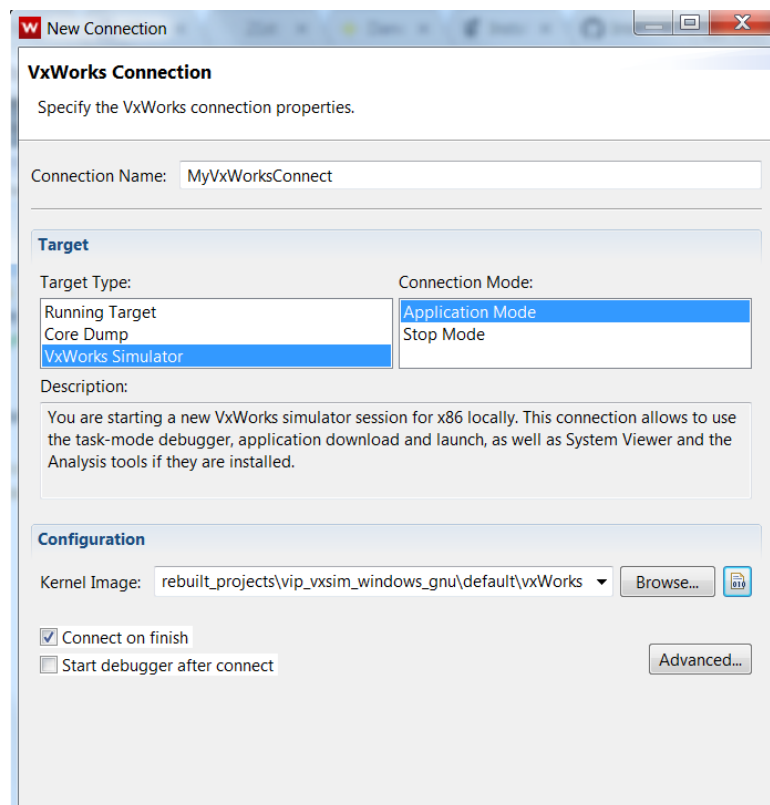 New Connection
VxWorks Connection
Specify the VxWorks connection properties.
Connection Name: MyVxWorksConnect
Target
Target Type:
Connection Mode:
Running Target
Core Dump
VxWorks Simulator
Application Mode
Stop Mode
Description:
You are starting a new VxWorks simulator session for x86 locally. This connection allows to use
the task-mode debugger, application download and launch, as well as System Viewer and the
Analysis tools if they are installed.
Configuration
Kernel Image: rebuilt_projects\vip_vxsim_windows_gnu\default\vxWorks Browse...
Connect on finish
Start debugger after connect
Advanced...